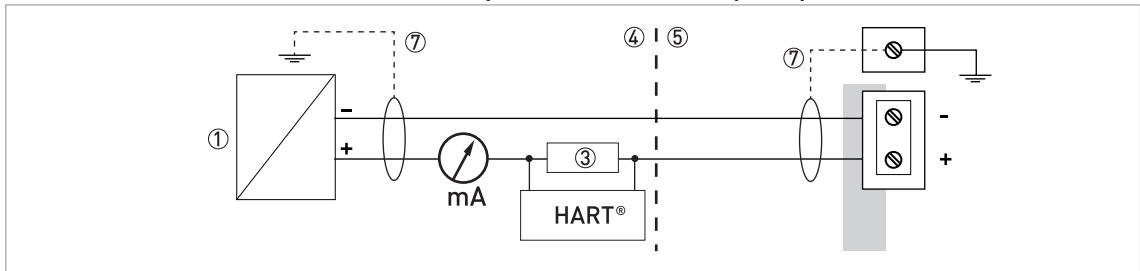 ⑦ ④ ⑤ ⑦
① - -
+ ③ +
mA
HART®